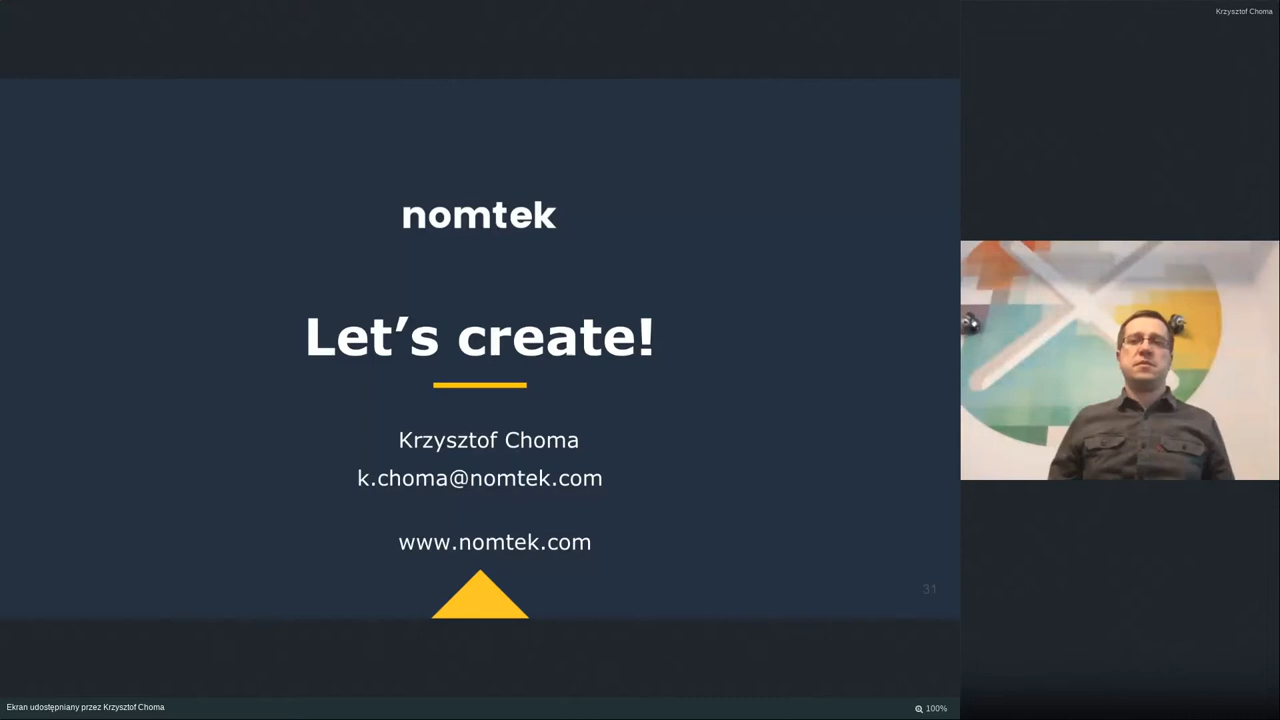 Krzysztof Choma
nomtek
Let’s create!
Krzysztof Choma
k.choma@nomtek.com
www.nomtek.com
31
Ekran udostępniany przez Krzysztof Choma
100%